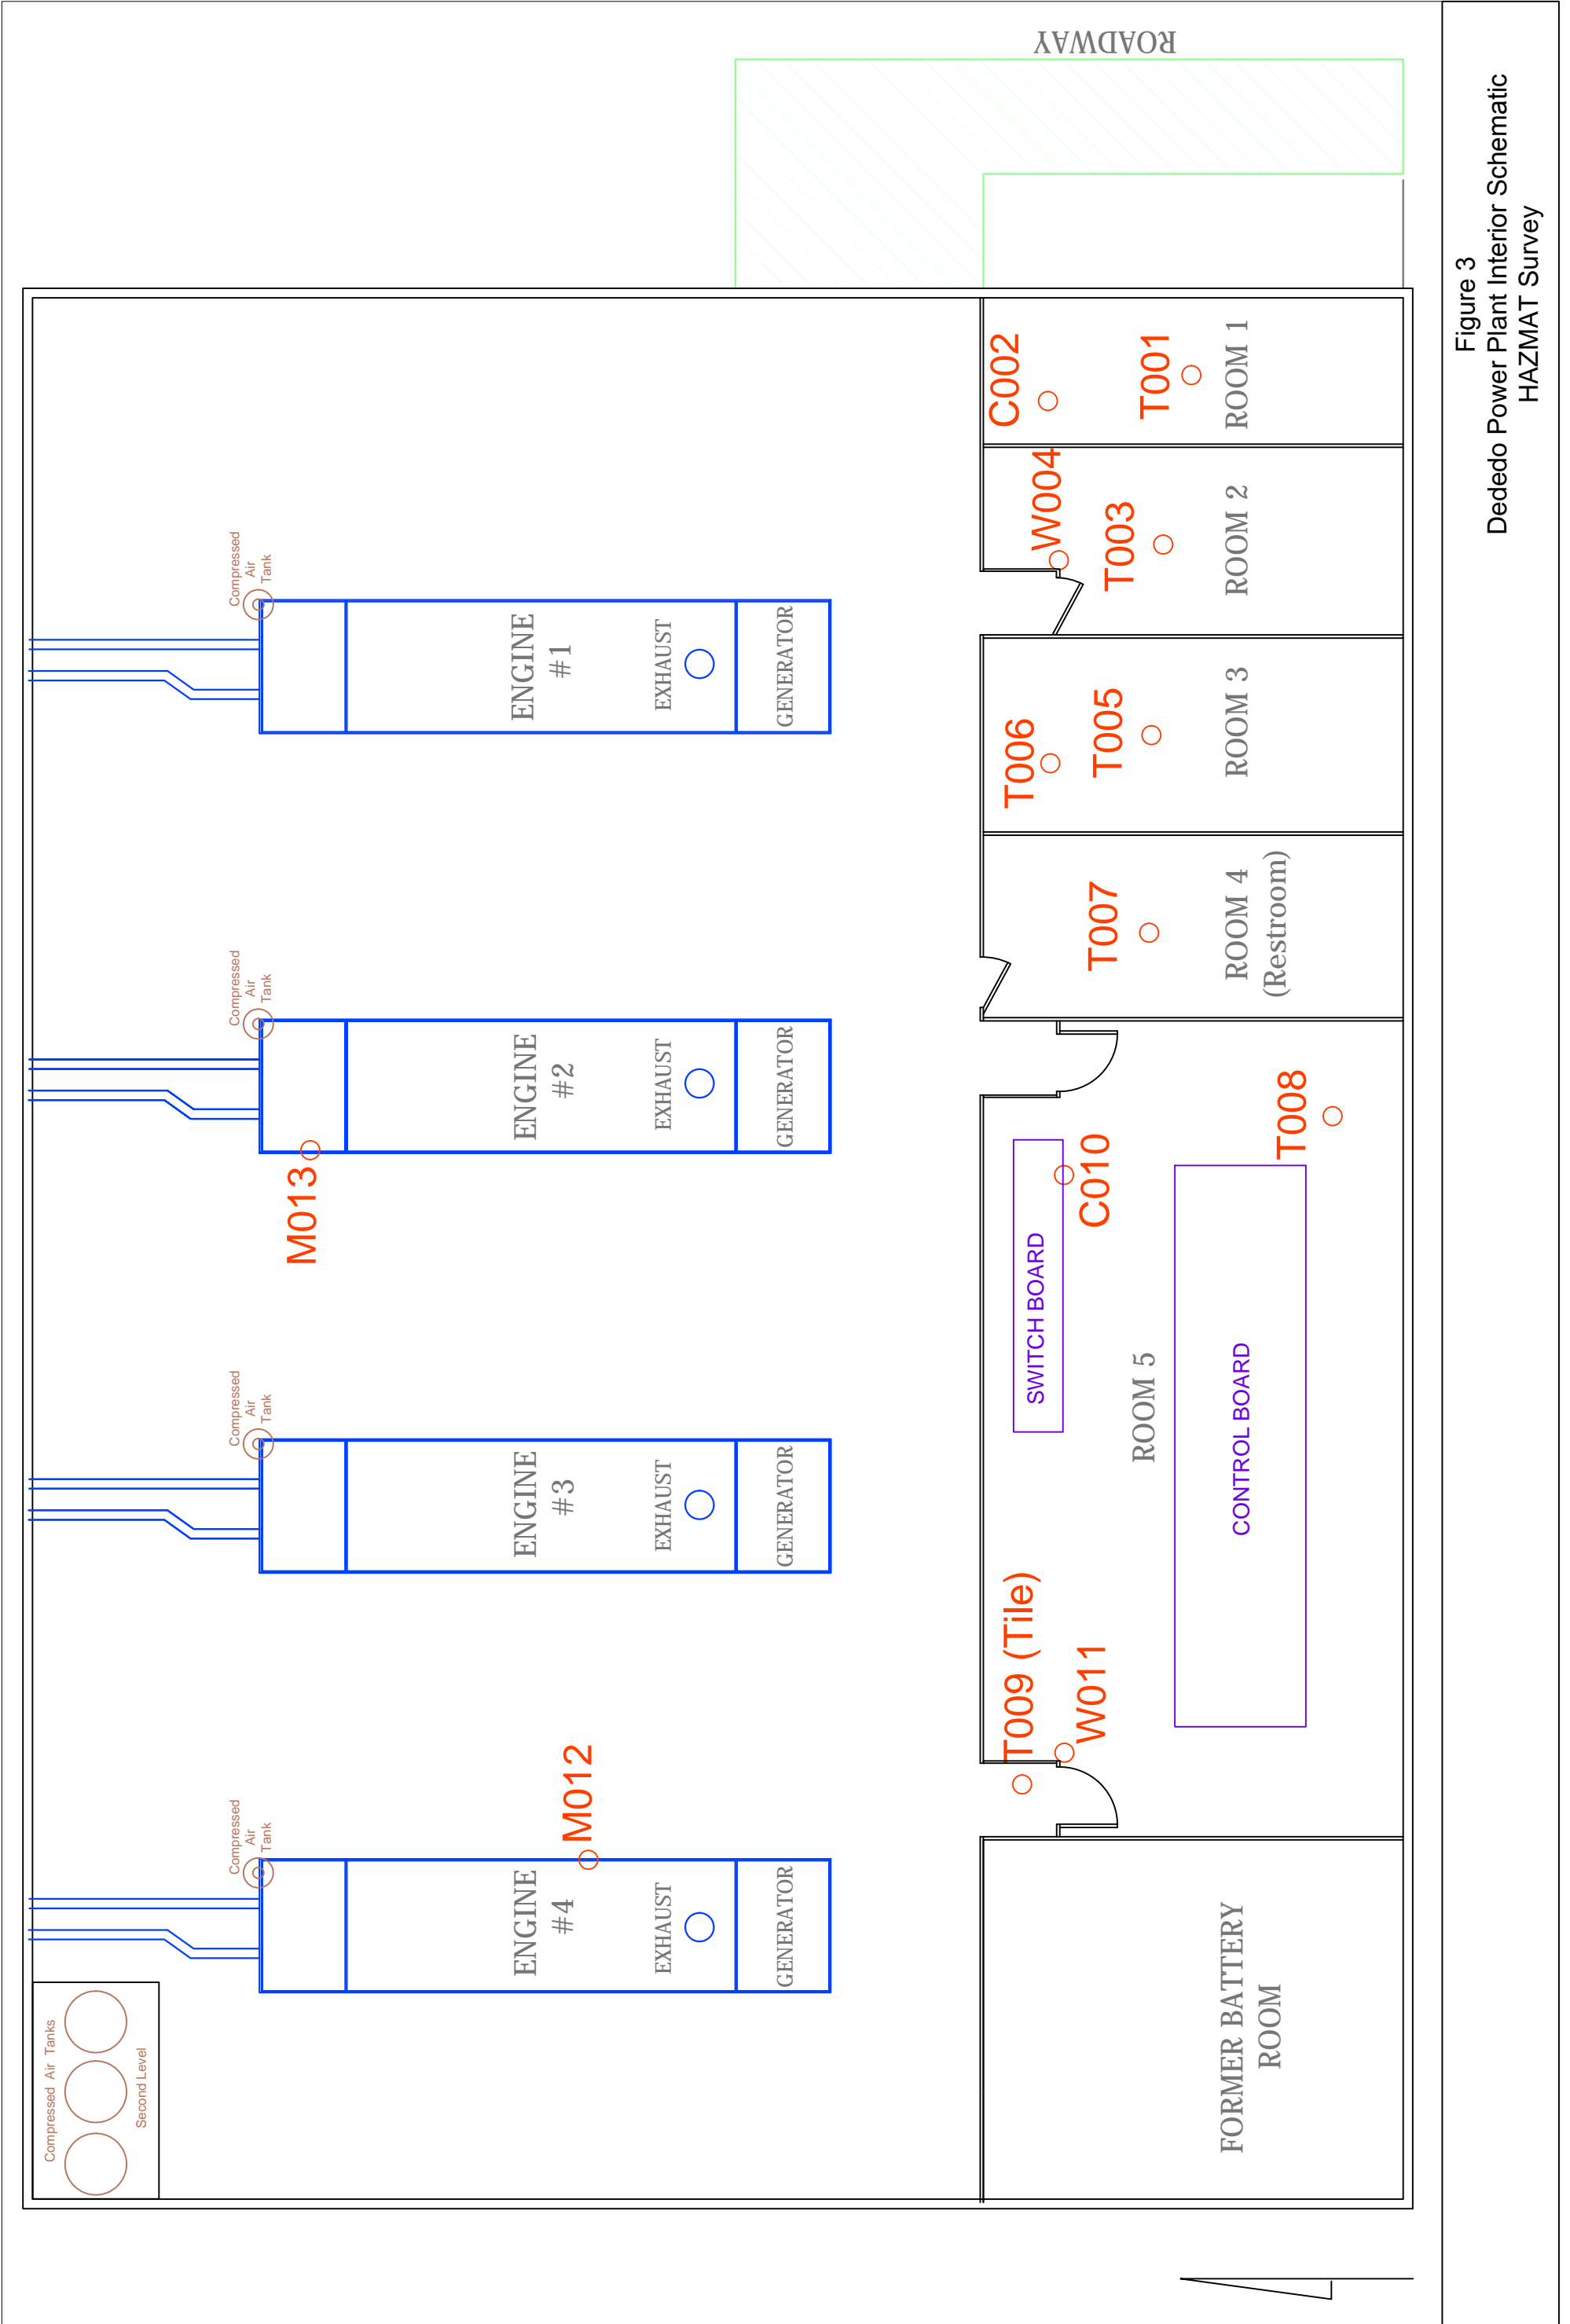 ROADWAY
Compressed
Air
Tank
ENGINE
#1
EXHAUST
GENERATOR
Compressed
Air
Tank
ENGINE
#2
EXHAUST
GENERATOR
M013
Compressed
Air
Tank
ENGINE
#3
EXHAUST
GENERATOR
Compressed
Air
Tank
ENGINE
#4
EXHAUST
GENERATOR
M012
Compressed Air Tanks
Second Level
C002
T001
ROOM 1
W004
T003
ROOM 2
T006
T005
ROOM 3
T007
ROOM 4
(Restroom)
T008
C010
SWITCH BOARD
ROOM 5
CONTROL BOARD
T009 (Tile)
W011
FORMER BATTERY
ROOM
Figure 3
Dededo Power Plant Interior Schematic
HAZMAT Survey